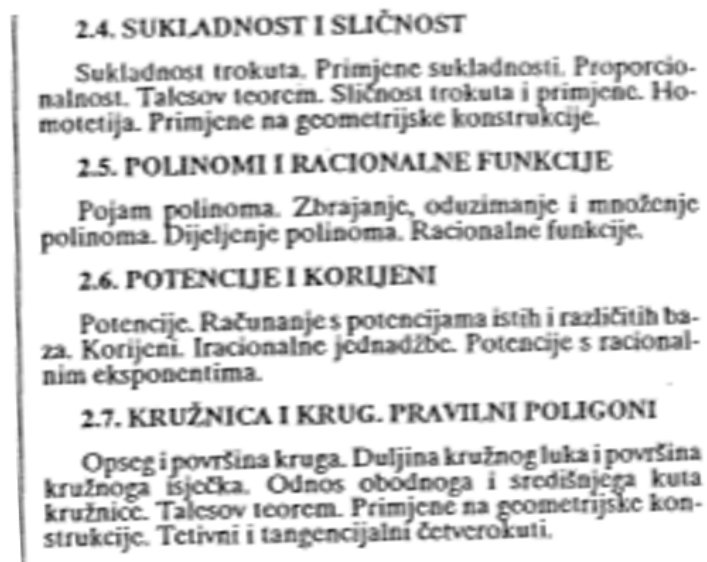 2.4. SUKLADNOST I SLIČNOST
Sukladnost trokuta. Primjene sukladnosti. Proporcio-
nalnost. Talesov teorem. Sličnost trokuta i primjene. Ho-
motetija. Primjene na geometrijske konstrukcije.
2.5. POLINOMI I RACIONALNE FUNKCIJE
Pojam polinoma. Zbrajanje, oduzimanje i množenje
polinoma. Dijeljenje polinoma. Racionalne funkcije.
2.6. POTENCIJE I KORIJENI
Potencije. Računanje s potencijama istih i različitih ba-
za. Korijeni. Iracionalne jednadžbe. Potencije s racional-
nim eksponentima.
2.7. KRUŽNICA I KRUG. PRAVILNI POLIGONI
Opseg i površina kruga. Duljina kružnog luka i površina
kružnoga isječka. Odnos obodnoga i središnjega kuta
kružnice. Talesov teorem. Primjene na geometrijske kon-
strukcije. Tetivni i tangencijalni četverokuti.